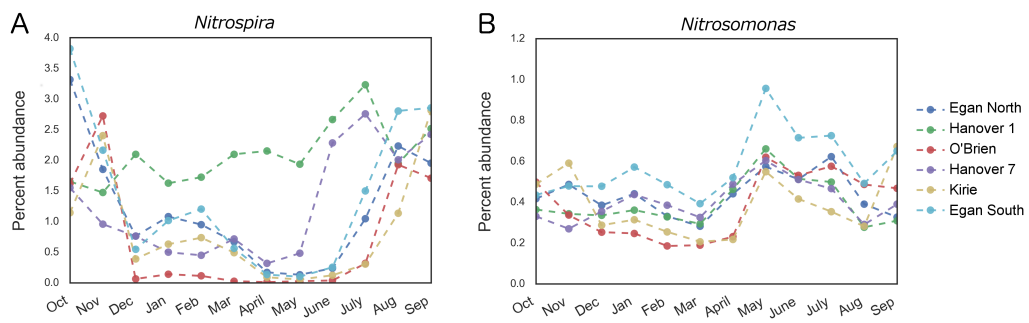 A
Nitrospira
Percent abundance
4.0
3.5
3.0
2.5
2.0
1.5
1.0
0.5
0.0
Oct Nov Dec Jan Feb Mar April May June July Aug Sep
B
Nitrosomonas
Percent abundance
1.2
1.0
0.8
0.6
0.4
0.2
0.0
Oct Nov Dec Jan Feb Mar April May June July Aug Sep
Egan North
Hanover 1
O'Brien
Hanover 7
Kirie
Egan South